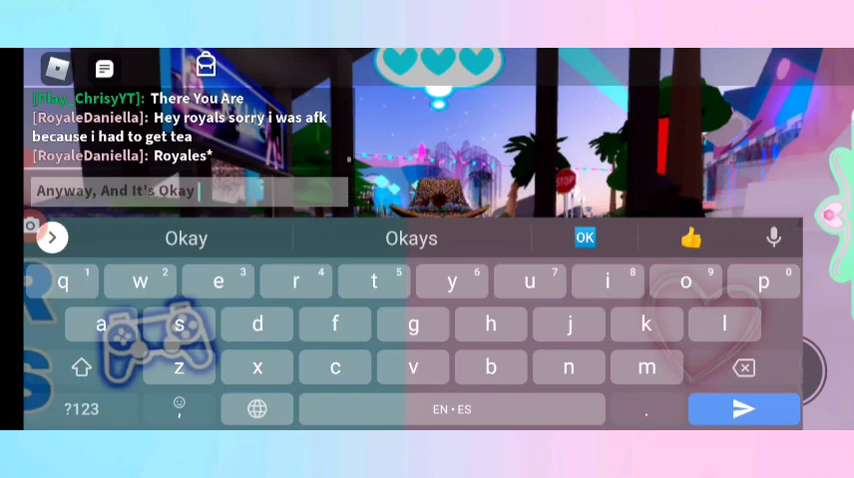 [Play_ChrisyYT]: There You Are
[RoyaleDaniella]: Hey royals sorry i was afk
because i had to get tea
[RoyaleDaniella]: Royales*
Anyway, And It's Okay
STOP
Okay Okays OK
q 1 w 2 e 3 r 4 t 5 y 6 u 7 i 8 o 9 p 0
a s d f g h j k l
z x c v b n m
?123 , EN • ES .
R
S